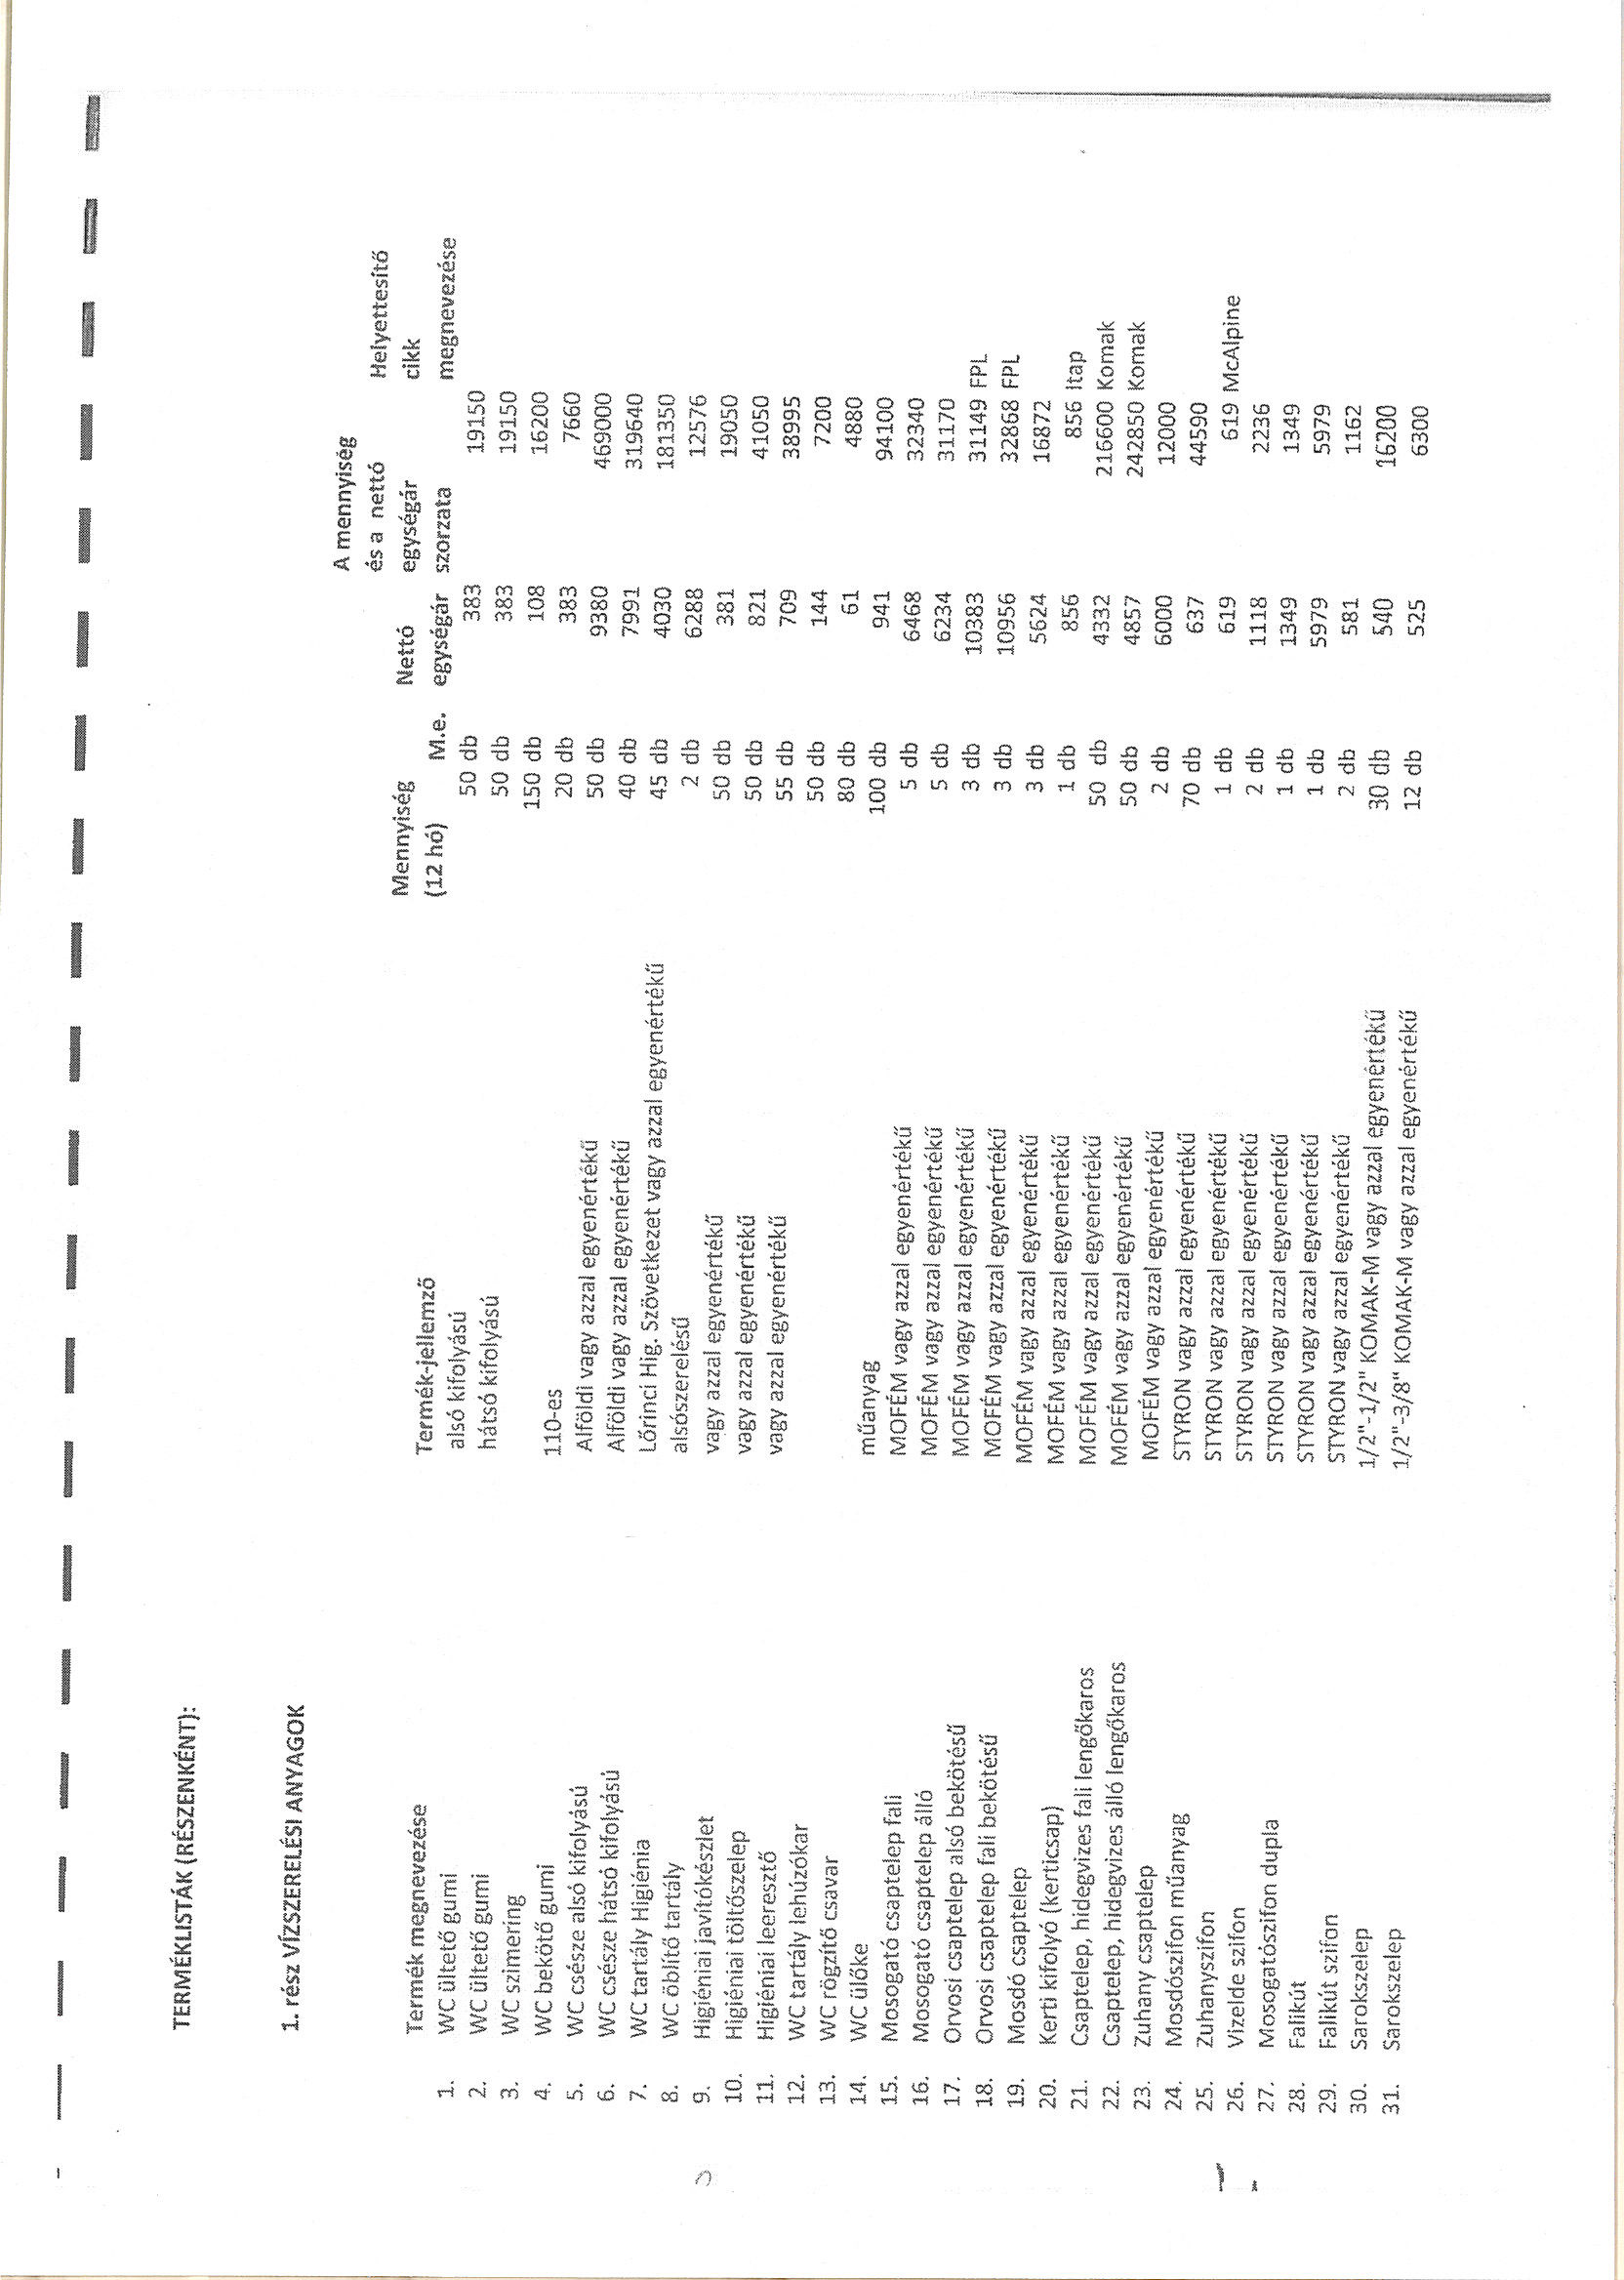 TERMÉKLISTÁK (RÉSZENKÉNT):
1. rész VÍZSZERELÉSI ANYAGOK
Termék megnevezése Termék-jellemző Mennyiség (12 hó) M.e. Nettó egységár A mennyiség és a nettó egységár szorzata Helyettesítő cikk megnevezése
1. WC ültető gumi alsó kifolyású 50 db 383 19150
2. WC ültető gumi hátsó kifolyású 50 db 383 19150
3. WC szimering 150 db 108 16200
4. WC bekötő gumi 110-es 20 db 383 7660
5. WC csésze alsó kifolyású Alföldi vagy azzal egyenértékű 50 db 9380 469000
6. WC csésze hátsó kifolyású Alföldi vagy azzal egyenértékű 40 db 7991 319640
7. WC tartály Higiénia Lőrinci Hig. Szövetkezet vagy azzal egyenértékű 45 db 4030 181350
8. WC öblítő tartály alsószerelésű 2 db 6288 12576
9. Higiéniai javítókészlet vagy azzal egyenértékű 50 db 381 19050
10. Higiéniai töltőszelep vagy azzal egyenértékű 50 db 821 41050
11. Higiéniai leeresztő vagy azzal egyenértékű 55 db 709 38995
12. WC tartály lehúzókar 50 db 144 7200
13. WC rögzítő csavar 80 db 61 4880
14. WC ülőke műanyag 100 db 941 94100
15. Mosogató csaptelep fali MOFÉM vagy azzal egyenértékű 5 db 6468 32340
16. Mosogató csaptelep álló MOFÉM vagy azzal egyenértékű 5 db 6234 31170
17. Orvosi csaptelep alsó bekötésű MOFÉM vagy azzal egyenértékű 3 db 10383 31149 FPL
18. Orvosi csaptelep fali bekötésű MOFÉM vagy azzal egyenértékű 3 db 10956 32868 FPL
19. Mosdó csaptelep MOFÉM vagy azzal egyenértékű 3 db 5624 16872
20. Kerti kifolyó (kerticsap) MOFÉM vagy azzal egyenértékű 1 db 856 856 Itap
21. Csaptelep, hidegvizes fali lengőkaros MOFÉM vagy azzal egyenértékű 50 db 4332 216600 Komak
22. Csaptelep, hidegvizes álló lengőkaros MOFÉM vagy azzal egyenértékű 50 db 4857 242850 Komak
23. Zuhany csaptelep MOFÉM vagy azzal egyenértékű 2 db 6000 12000
24. Mosdószifon műanyag STYRON vagy azzal egyenértékű 70 db 637 44590
25. Zuhanyszifon STYRON vagy azzal egyenértékű 1 db 619 619 McAlpine
26. Vizelde szifon STYRON vagy azzal egyenértékű 2 db 1118 2236
27. Mosogatószifon dupla STYRON vagy azzal egyenértékű 1 db 1349 1349
28. Falikút STYRON vagy azzal egyenértékű 1 db 5979 5979
29. Falikút szifon STYRON vagy azzal egyenértékű 2 db 581 1162
30. Sarokszelep 1/2"-1/2" KOMAK-M vagy azzal egyenértékű 30 db 540 16200
31. Sarokszelep 1/2"-3/8" KOMAK-M vagy azzal egyenértékű 12 db 525 6300